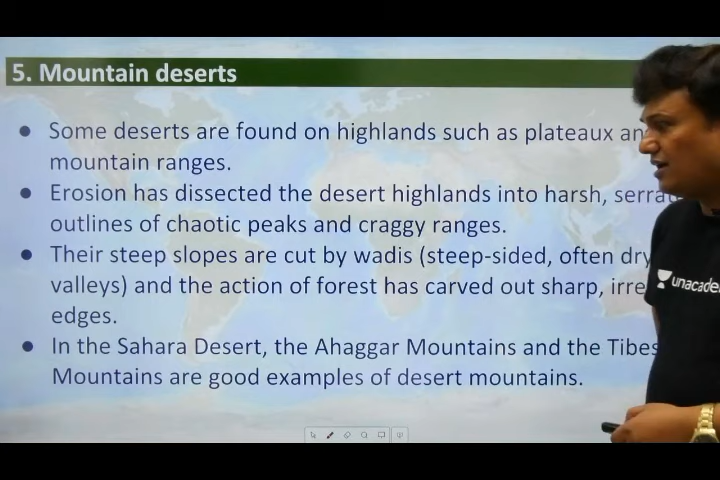 5. Mountain deserts
● Some deserts are found on highlands such as plateaux an
mountain ranges.
● Erosion has dissected the desert highlands into harsh, serrat
outlines of chaotic peaks and craggy ranges.
● Their steep slopes are cut by wadis (steep-sided, often dry
valleys) and the action of forest has carved out sharp, irre
edges.
● In the Sahara Desert, the Ahaggar Mountains and the Tibes
Mountains are good examples of desert mountains.
unacade